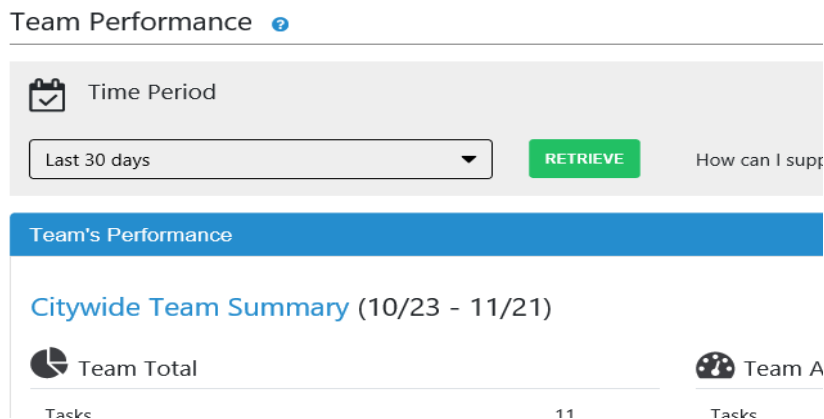 Team Performance
Time Period
Last 30 days
RETRIEVE
How can I
Team's Performance
Citywide Team Summary (10/23 - 11/21)
Team Total
Team
Tasks 11
Tasks